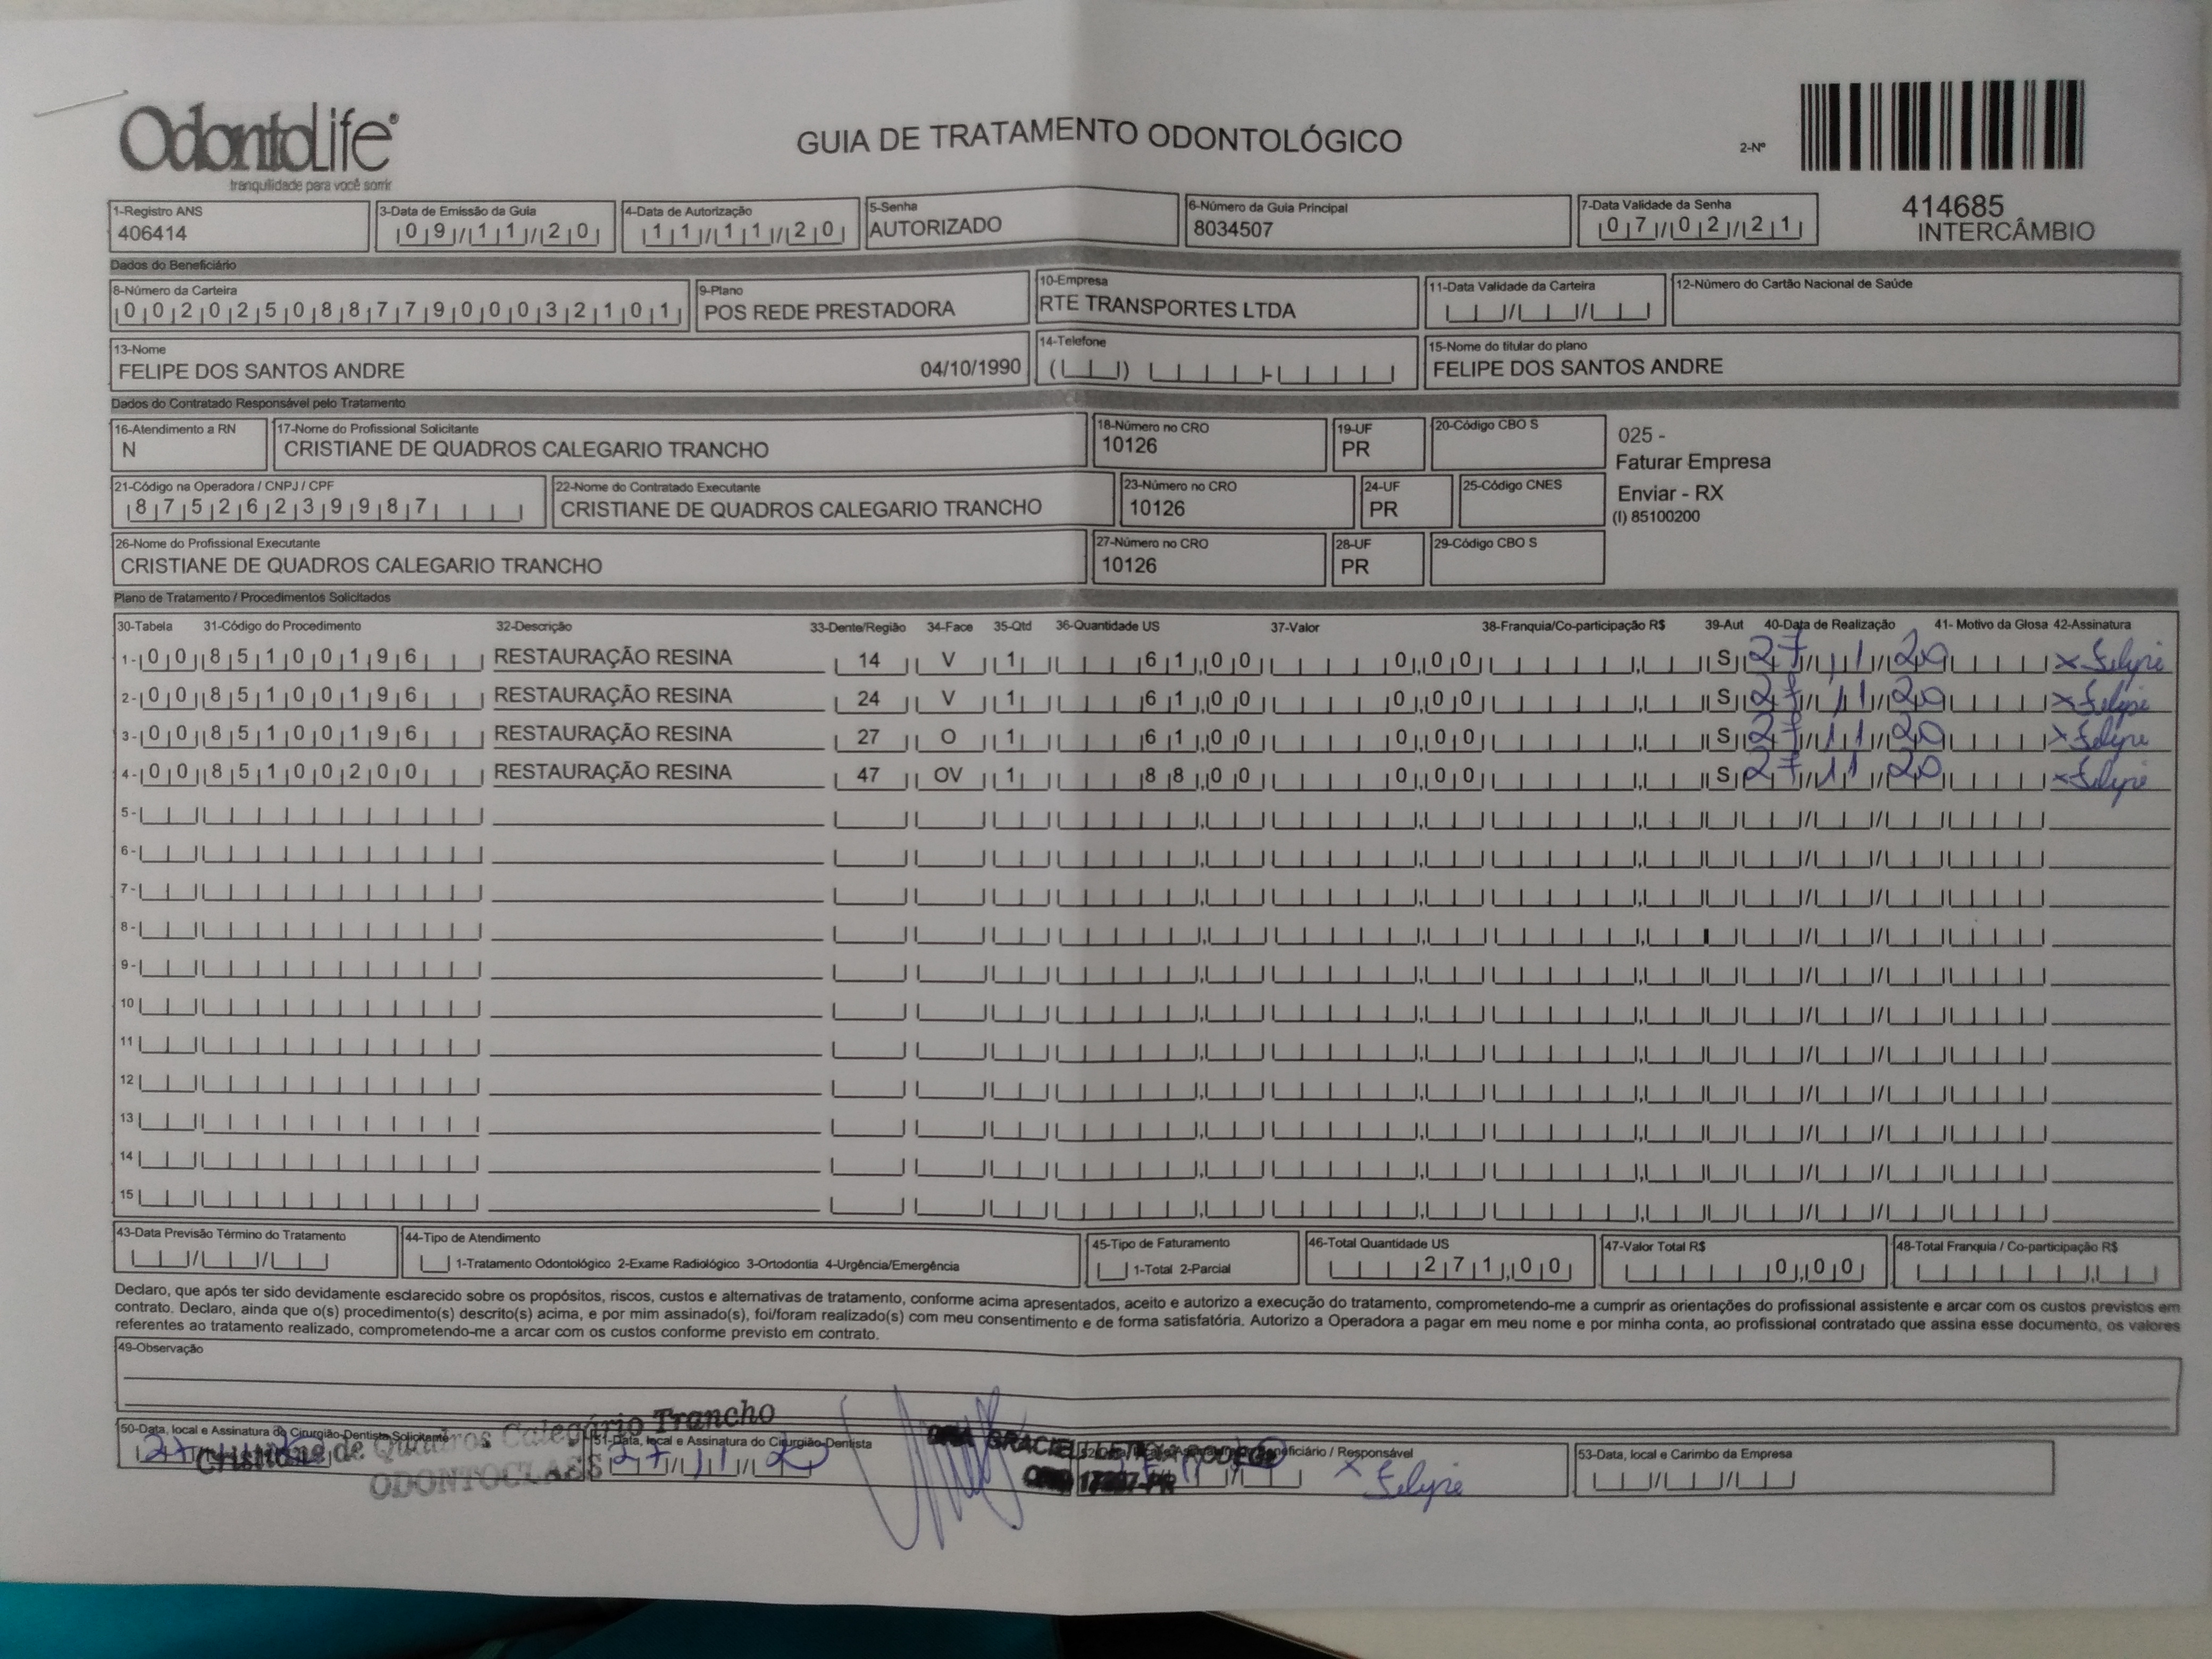 OdontoLife®
tranquilidade para você sorrir
GUIA DE TRATAMENTO ODONTOLÓGICO
2-Nº
414685
INTERCÂMBIO
1-Registro ANS
406414
3-Data de Emissão da Guia
09/11/20
4-Data de Autorização
11/11/20
5-Senha
AUTORIZADO
6-Número da Guia Principal
8034507
7-Data Validade da Senha
07/02/21
Dados do Beneficiário
8-Número da Carteira
00202508877900032101
9-Plano
POS REDE PRESTADORA
10-Empresa
RTE TRANSPORTES LTDA
11-Data Validade da Carteira
12-Número do Cartão Nacional de Saúde
13-Nome
FELIPE DOS SANTOS ANDRE 04/10/1990
14-Telefone
15-Nome do titular do plano
FELIPE DOS SANTOS ANDRE
Dados do Contratado Responsável pelo Tratamento
16-Atendimento a RN
N
17-Nome do Profissional Solicitante
CRISTIANE DE QUADROS CALEGARIO TRANCHO
18-Número no CRO
10126
19-UF
PR
20-Código CBO S
025 -
Faturar Empresa
Enviar - RX
(I) 85100200
21-Código na Operadora / CNPJ / CPF
87526239987
22-Nome do Contratado Executante
CRISTIANE DE QUADROS CALEGARIO TRANCHO
23-Número no CRO
10126
24-UF
PR
25-Código CNES
26-Nome do Profissional Executante
CRISTIANE DE QUADROS CALEGARIO TRANCHO
27-Número no CRO
10126
28-UF
PR
29-Código CBO S
Plano de Tratamento / Procedimentos Solicitados
30-Tabela 31-Código do Procedimento 32-Descrição 33-Dente/Região 34-Face 35-Qtd 36-Quantidade US 37-Valor 38-Franquia/Co-participação R$ 39-Aut 40-Data de Realização 41- Motivo da Glosa 42-Assinatura
1- 00 85100196 RESTAURAÇÃO RESINA 14 V 1 61,00 0,00 S 27/11/20 x Felipe
2- 00 85100196 RESTAURAÇÃO RESINA 24 V 1 61,00 0,00 S 27/11/20 x Felipe
3- 00 85100196 RESTAURAÇÃO RESINA 27 O 1 61,00 0,00 S 27/11/20 x Felipe
4- 00 85100200 RESTAURAÇÃO RESINA 47 OV 1 88,00 0,00 S 27/11/20 x Felipe
5-
6-
7-
8-
9-
10
11
12
13
14
15
43-Data Previsão Término do Tratamento
44-Tipo de Atendimento
1-Tratamento Odontológico 2-Exame Radiológico 3-Ortodontia 4-Urgência/Emergência
45-Tipo de Faturamento
1-Total 2-Parcial
46-Total Quantidade US
271,00
47-Valor Total R$
0,00
48-Total Franquia / Co-participação R$
Declaro, que após ter sido devidamente esclarecido sobre os propósitos, riscos, custos e alternativas de tratamento, conforme acima apresentados, aceito e autorizo a execução do tratamento, comprometendo-me a cumprir as orientações do profissional assistente e arcar com os custos previstos em
contrato. Declaro, ainda que o(s) procedimento(s) descrito(s) acima, e por mim assinado(s), foi/foram realizado(s) com meu consentimento e de forma satisfatória. Autorizo a Operadora a pagar em meu nome e por minha conta, ao profissional contratado que assina esse documento, os valores
referentes ao tratamento realizado, comprometendo-me a arcar com os custos conforme previsto em contrato.
49-Observação
50-Data, local e Assinatura do Cirurgião-Dentista Solicitante
Cristiane de Quadros Calegário Trancho
ODONTOCLASS
51-Data, local e Assinatura do Cirurgião-Dentista
27/11/20
Beneficiário / Responsável
x Felipe
53-Data, local e Carimbo da Empresa